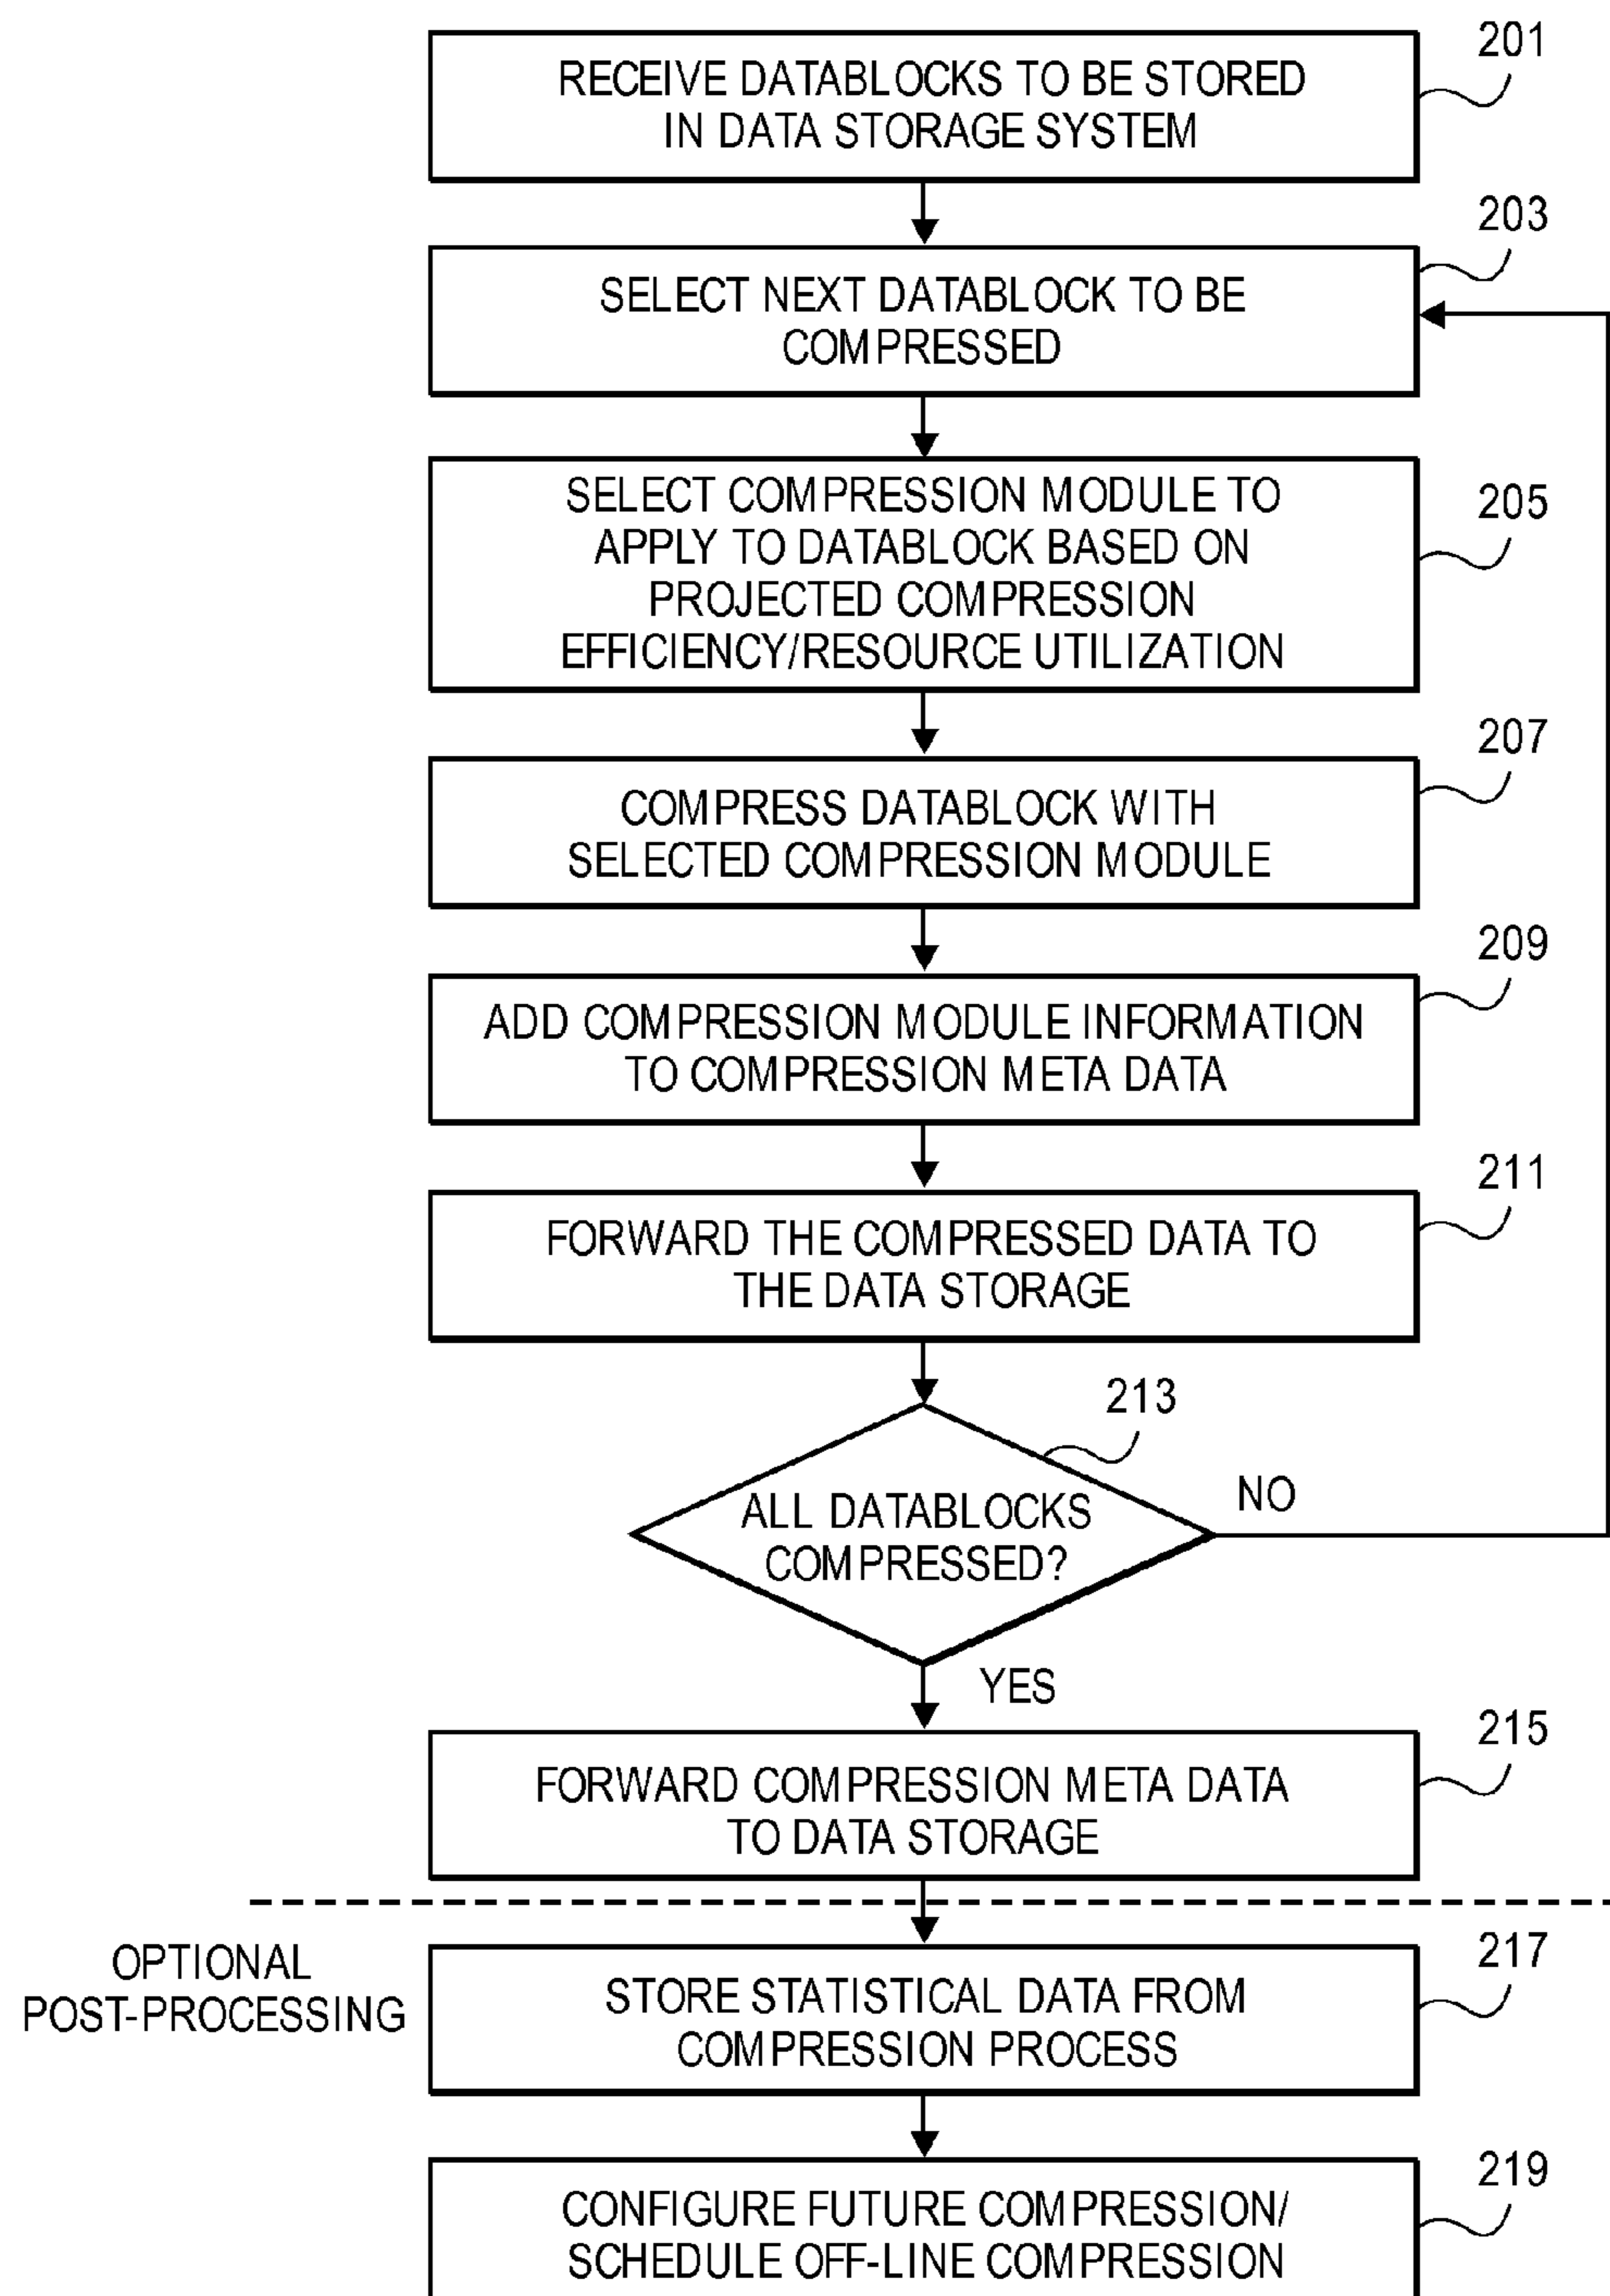 201
RECEIVE DATABLOCKS TO BE STORED
IN DATA STORAGE SYSTEM
203
SELECT NEXT DATABLOCK TO BE
COMPRESSED
205
SELECT COMPRESSION MODULE TO
APPLY TO DATABLOCK BASED ON
PROJECTED COMPRESSION
EFFICIENCY/RESOURCE UTILIZATION
207
COMPRESS DATABLOCK WITH
SELECTED COMPRESSION MODULE
209
ADD COMPRESSION MODULE INFORMATION
TO COMPRESSION META DATA
211
FORWARD THE COMPRESSED DATA TO
THE DATA STORAGE
213
ALL DATABLOCKS
COMPRESSED?
NO
YES
215
FORWARD COMPRESSION META DATA
TO DATA STORAGE
OPTIONAL
POST-PROCESSING
217
STORE STATISTICAL DATA FROM
COMPRESSION PROCESS
219
CONFIGURE FUTURE COMPRESSION/
SCHEDULE OFF-LINE COMPRESSION